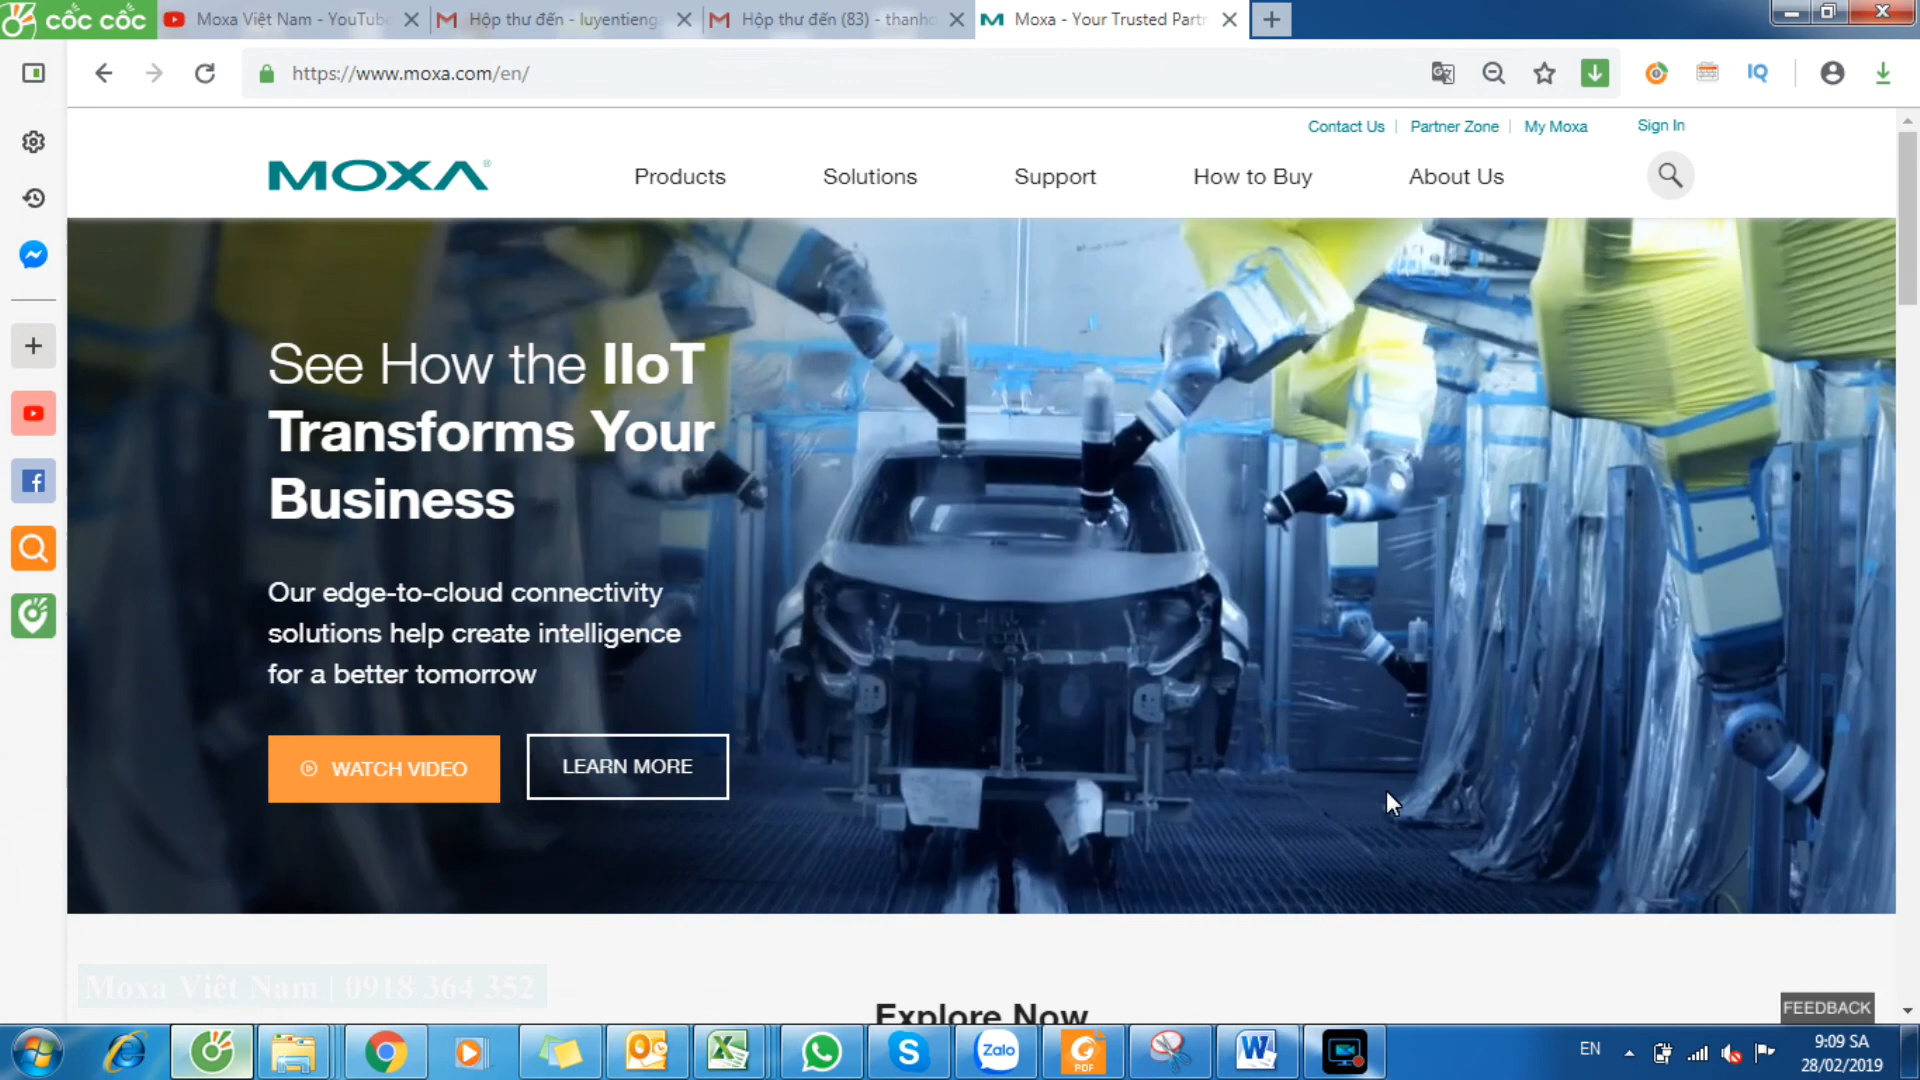 cốc cốc
Moxa Việt Nam - YouTube
Hộp thư đến - luyentieng
Hộp thư đến (83) - thanh
Moxa - Your Trusted Part
https://www.moxa.com/en/
IQ
Contact Us | Partner Zone | My Moxa
Sign In
MOXA®
Products
Solutions
Support
How to Buy
About Us
See How the IIoT
Transforms Your
Business
Our edge-to-cloud connectivity
solutions help create intelligence
for a better tomorrow
WATCH VIDEO
LEARN MORE
Moxa Việt Nam | 0918 364 352
Explore Now
FEEDBACK
Zalo
PDF
EN
9:09 SA
28/02/2019